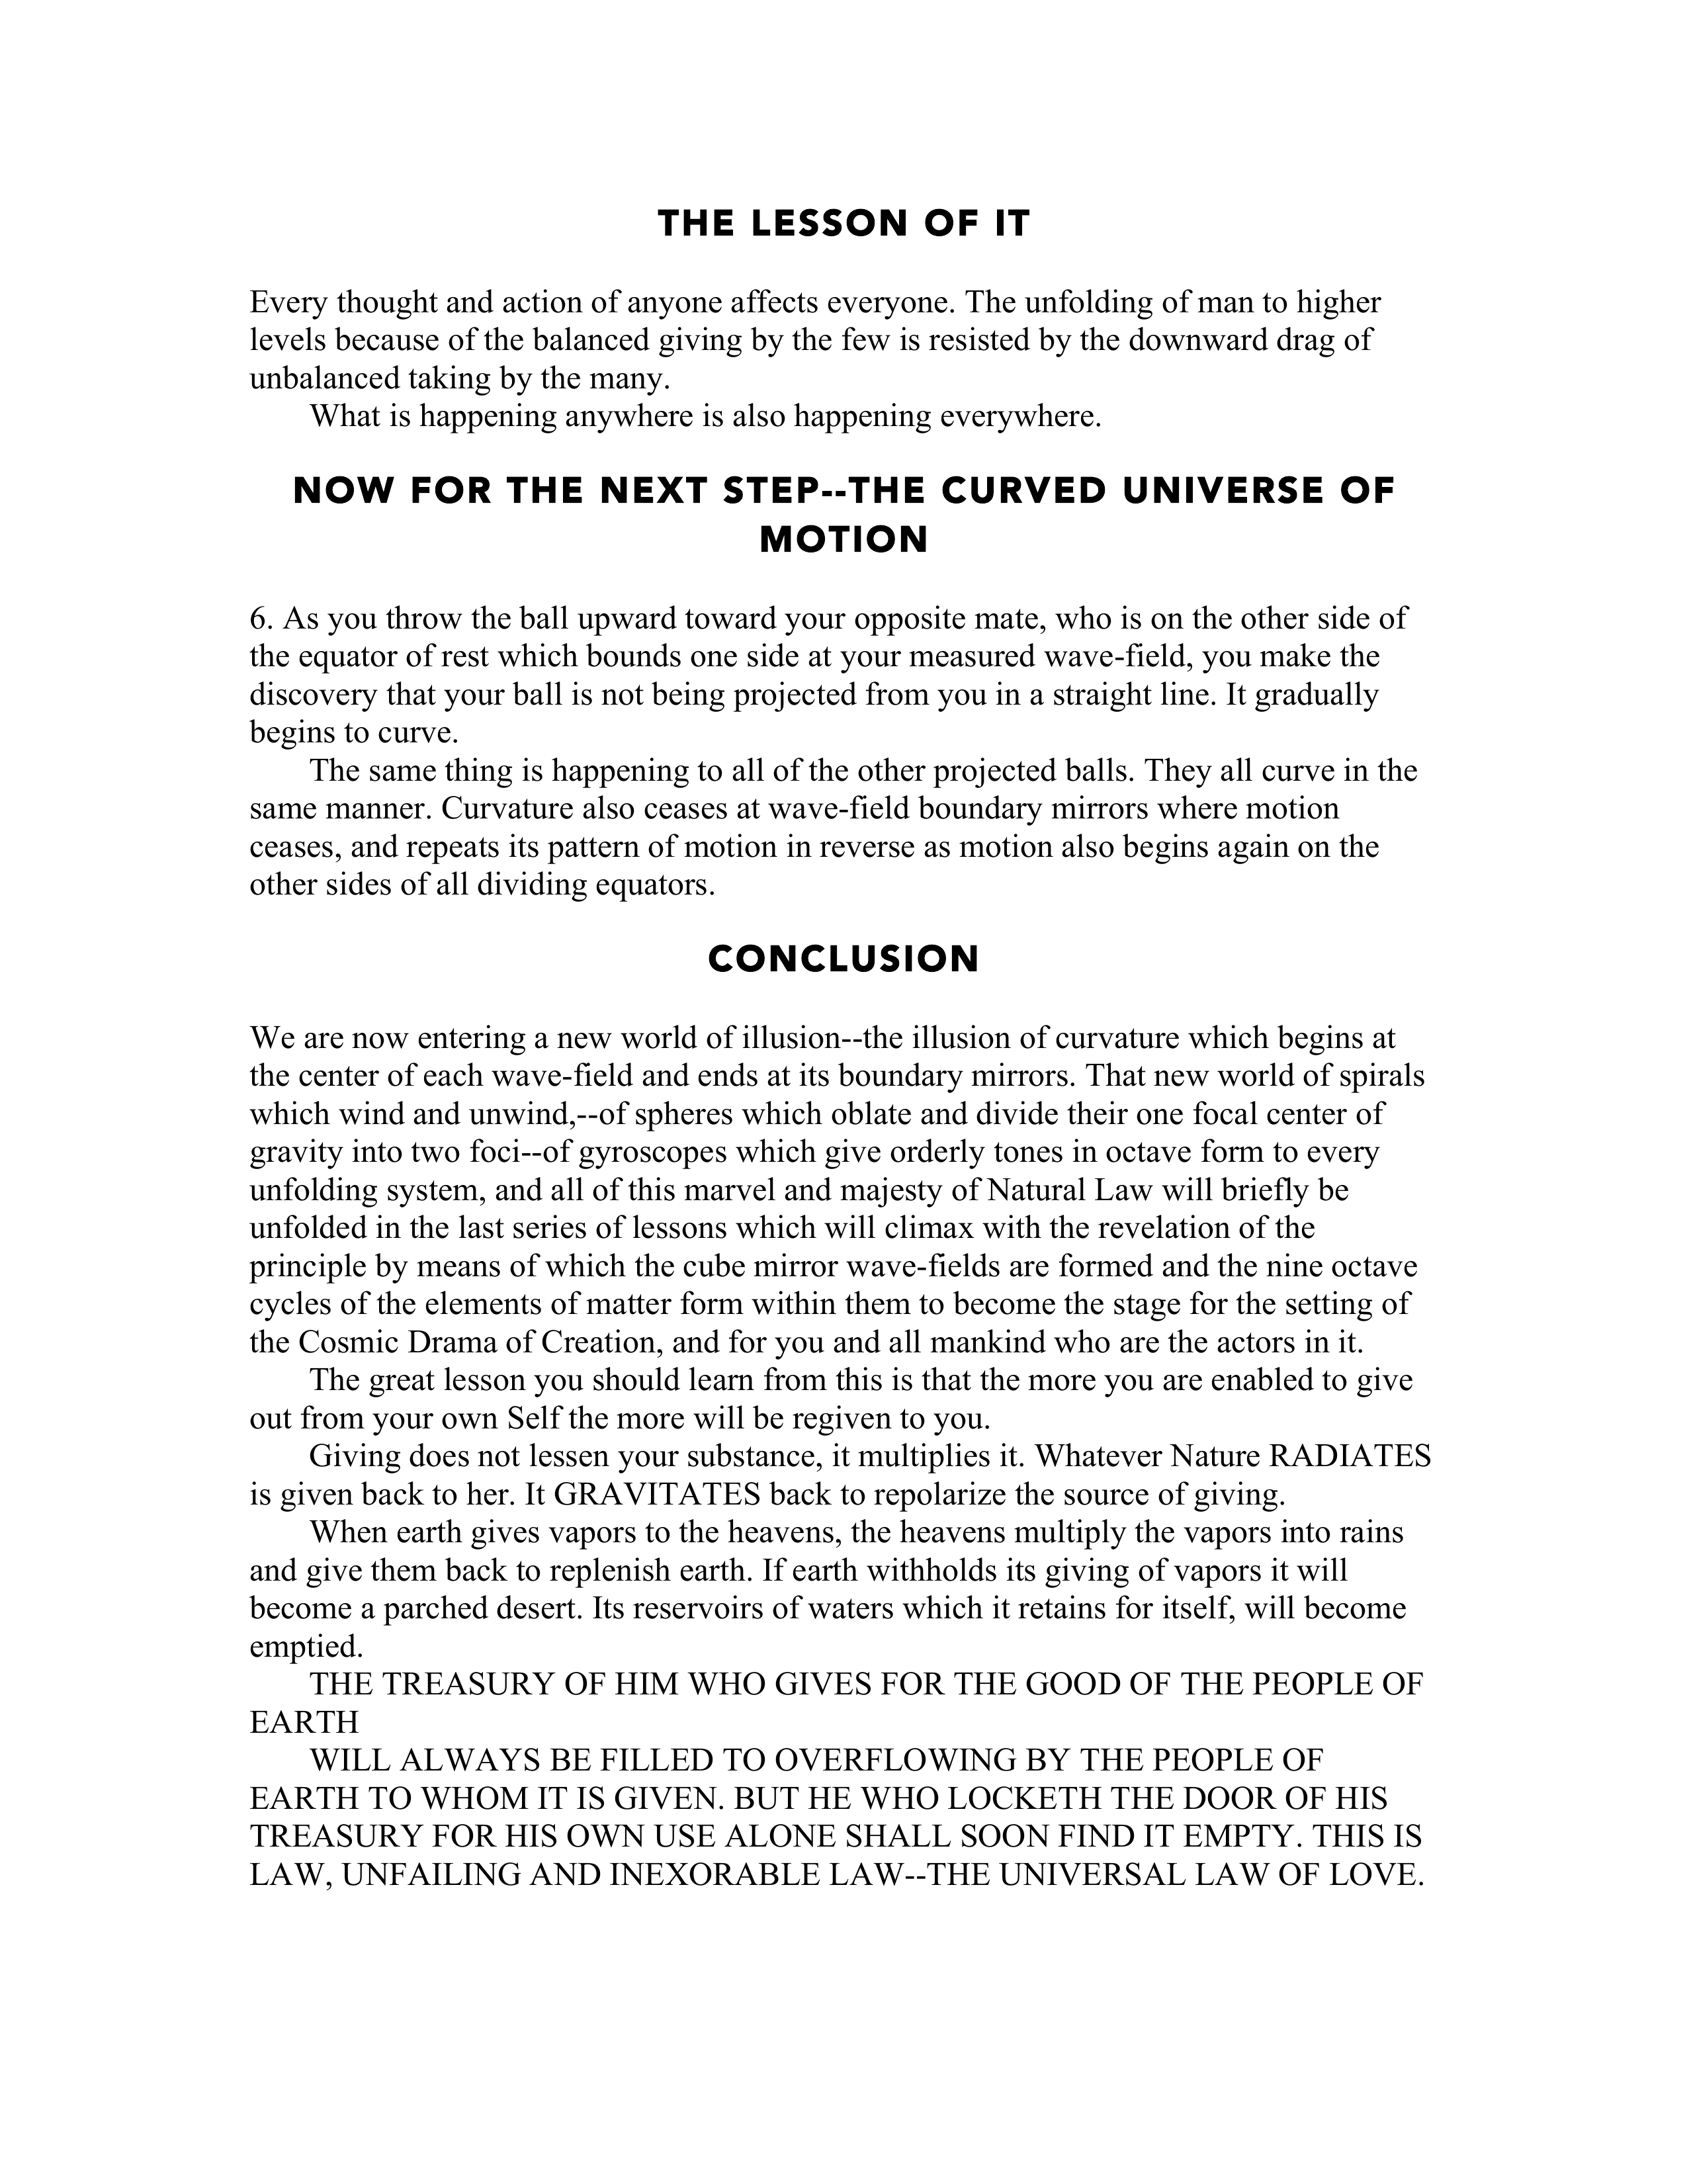 THE LESSON OF IT
Every thought and action of anyone affects everyone. The unfolding of man to higher
levels because of the balanced giving by the few is resisted by the downward drag of
unbalanced taking by the many.
What is happening anywhere is also happening everywhere.
NOW FOR THE NEXT STEP--THE CURVED UNIVERSE OF
MOTION
6. As you throw the ball upward toward your opposite mate, who is on the other side of
the equator of rest which bounds one side at your measured wave-field, you make the
discovery that your ball is not being projected from you in a straight line. It gradually
begins to curve.
The same thing is happening to all of the other projected balls. They all curve in the
same manner. Curvature also ceases at wave-field boundary mirrors where motion
ceases, and repeats its pattern of motion in reverse as motion also begins again on the
other sides of all dividing equators.
CONCLUSION
We are now entering a new world of illusion--the illusion of curvature which begins at
the center of each wave-field and ends at its boundary mirrors. That new world of spirals
which wind and unwind,--of spheres which oblate and divide their one focal center of
gravity into two foci--of gyroscopes which give orderly tones in octave form to every
unfolding system, and all of this marvel and majesty of Natural Law will briefly be
unfolded in the last series of lessons which will climax with the revelation of the
principle by means of which the cube mirror wave-fields are formed and the nine octave
cycles of the elements of matter form within them to become the stage for the setting of
the Cosmic Drama of Creation, and for you and all mankind who are the actors in it.
The great lesson you should learn from this is that the more you are enabled to give
out from your own Self the more will be regiven to you.
Giving does not lessen your substance, it multiplies it. Whatever Nature RADIATES
is given back to her. It GRAVITATES back to repolarize the source of giving.
When earth gives vapors to the heavens, the heavens multiply the vapors into rains
and give them back to replenish earth. If earth withholds its giving of vapors it will
become a parched desert. Its reservoirs of waters which it retains for itself, will become
emptied.
THE TREASURY OF HIM WHO GIVES FOR THE GOOD OF THE PEOPLE OF
EARTH
WILL ALWAYS BE FILLED TO OVERFLOWING BY THE PEOPLE OF
EARTH TO WHOM IT IS GIVEN. BUT HE WHO LOCKETH THE DOOR OF HIS
TREASURY FOR HIS OWN USE ALONE SHALL SOON FIND IT EMPTY. THIS IS
LAW, UNFAILING AND INEXORABLE LAW--THE UNIVERSAL LAW OF LOVE.